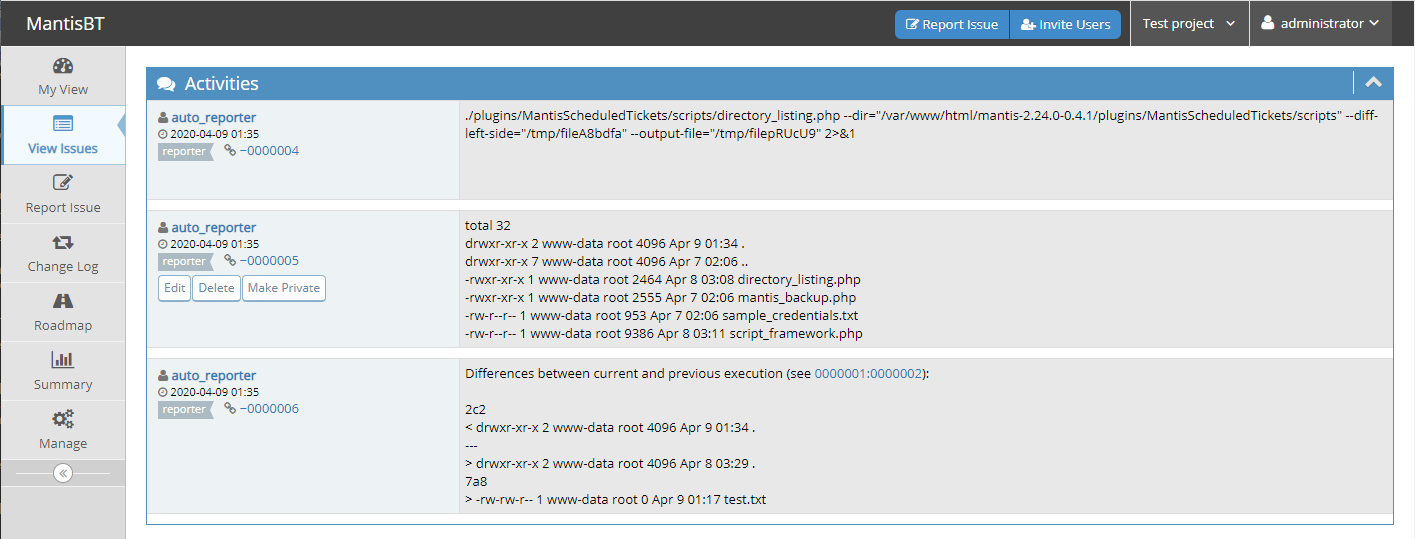 MantisBT
Report Issue
Invite Users
Test project
administrator
My View
View Issues
Report Issue
Change Log
Roadmap
Summary
Manage
Activities
auto_reporter
2020-04-09 01:35
reporter
~0000004
./plugins/MantisScheduledTickets/scripts/directory_listing.php --dir="/var/www/html/mantis-2.24.0-0.4.1/plugins/MantisScheduledTickets/scripts" --diff-
left-side="/tmp/fileA8bdfa" --output-file="/tmp/filepRUcU9" 2>&1
auto_reporter
2020-04-09 01:35
reporter
~0000005
Edit
Delete
Make Private
total 32
drwxr-xr-x 2 www-data root 4096 Apr 9 01:34 .
drwxr-xr-x 7 www-data root 4096 Apr 7 02:06 ..
-rwxr-xr-x 1 www-data root 2464 Apr 8 03:08 directory_listing.php
-rwxr-xr-x 1 www-data root 2555 Apr 7 02:06 mantis_backup.php
-rw-r--r-- 1 www-data root 953 Apr 7 02:06 sample_credentials.txt
-rw-r--r-- 1 www-data root 9386 Apr 8 03:11 script_framework.php
auto_reporter
2020-04-09 01:35
reporter
~0000006
Differences between current and previous execution (see 0000001:0000002):
2c2
< drwxr-xr-x 2 www-data root 4096 Apr 9 01:34 .
---
> drwxr-xr-x 2 www-data root 4096 Apr 8 03:29 .
7a8
> -rw-rw-r-- 1 www-data root 0 Apr 9 01:17 test.txt